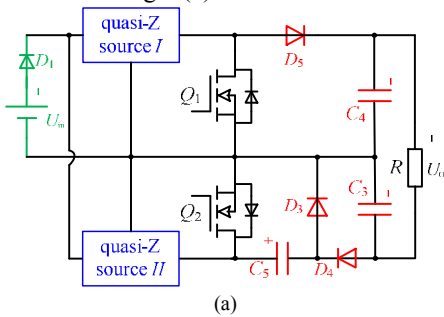 quasi-Z
source I
D1
Um
Q1
D5
C4
R
Uo
C3
D3
Q2
quasi-Z
source II
C5
+
D4
(a)